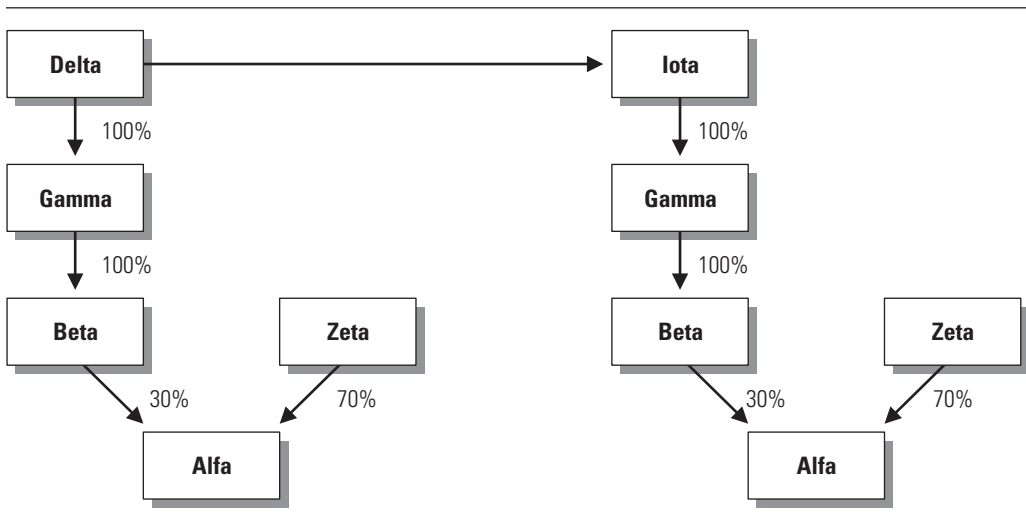 Delta Iota
100% 100%
Gamma Gamma
100% 100%
Beta Zeta Beta Zeta
30% 70% 30% 70%
Alfa Alfa